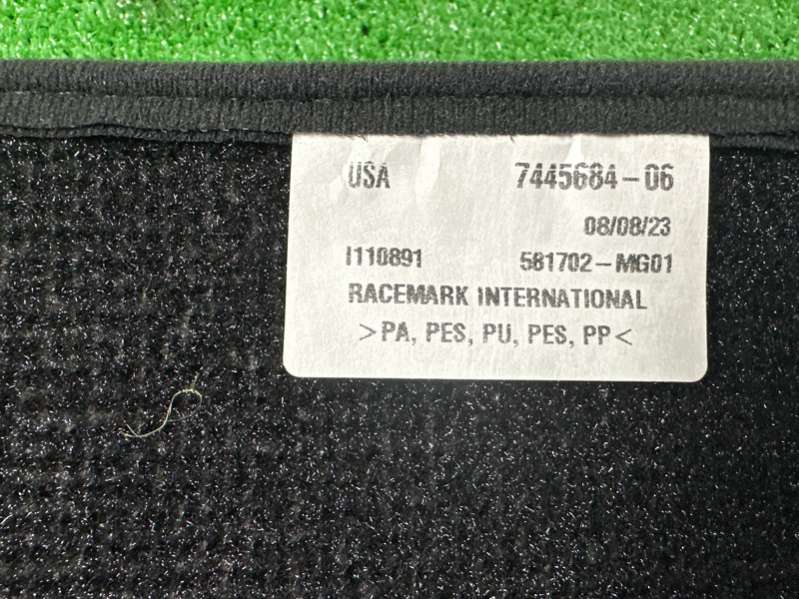 USA 7445684-06
08/08/23
I110891 581702-MG01
RACEMARK INTERNATIONAL
>PA, PES, PU, PES, PP<